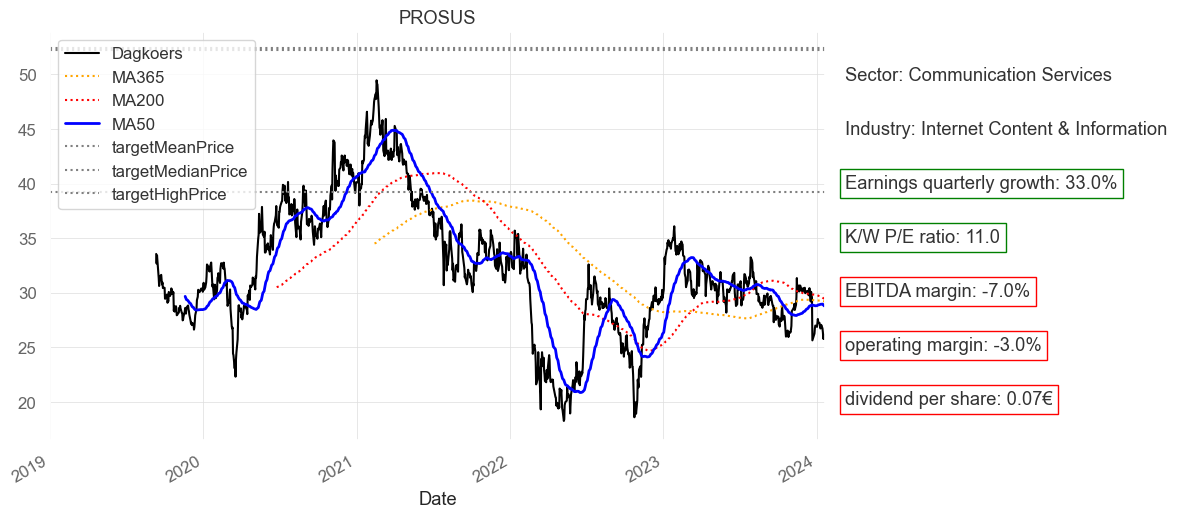 PROSUS
Dagkoers
MA365
MA200
MA50
targetMeanPrice
targetMedianPrice
targetHighPrice
50
45
40
35
30
25
20
2019
2020
2021
2022
2023
2024
Date
Sector: Communication Services
Industry: Internet Content & Information
Earnings quarterly growth: 33.0%
K/W P/E ratio: 11.0
EBITDA margin: -7.0%
operating margin: -3.0%
dividend per share: 0.07€